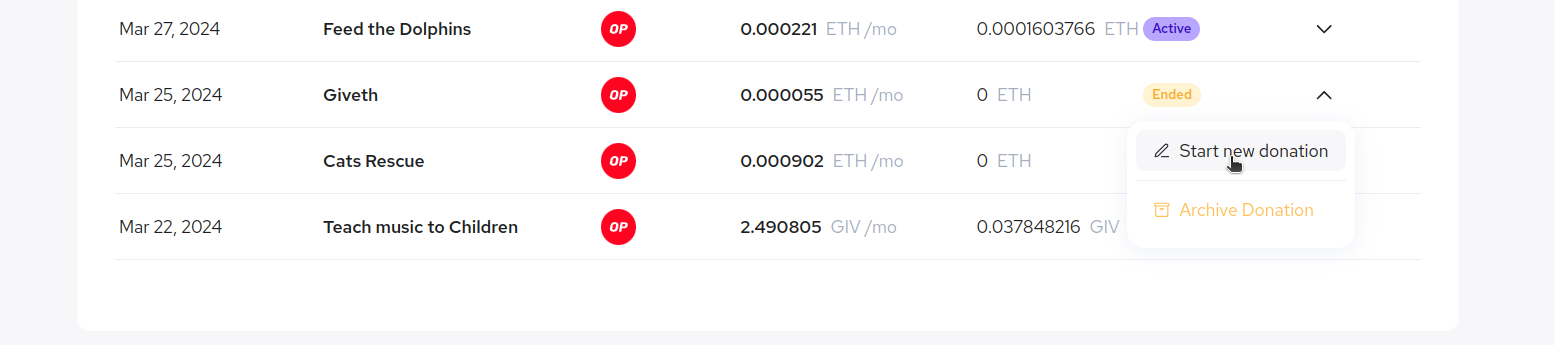 Mar 27, 2024 Feed the Dolphins OP 0.000221 ETH /mo 0.0001603766 ETH Active
Mar 25, 2024 Giveth OP 0.000055 ETH /mo 0 ETH Ended
Mar 25, 2024 Cats Rescue OP 0.000902 ETH /mo 0 ETH
Start new donation
Archive Donation
Mar 22, 2024 Teach music to Children OP 2.490805 GIV /mo 0.037848216 GIV